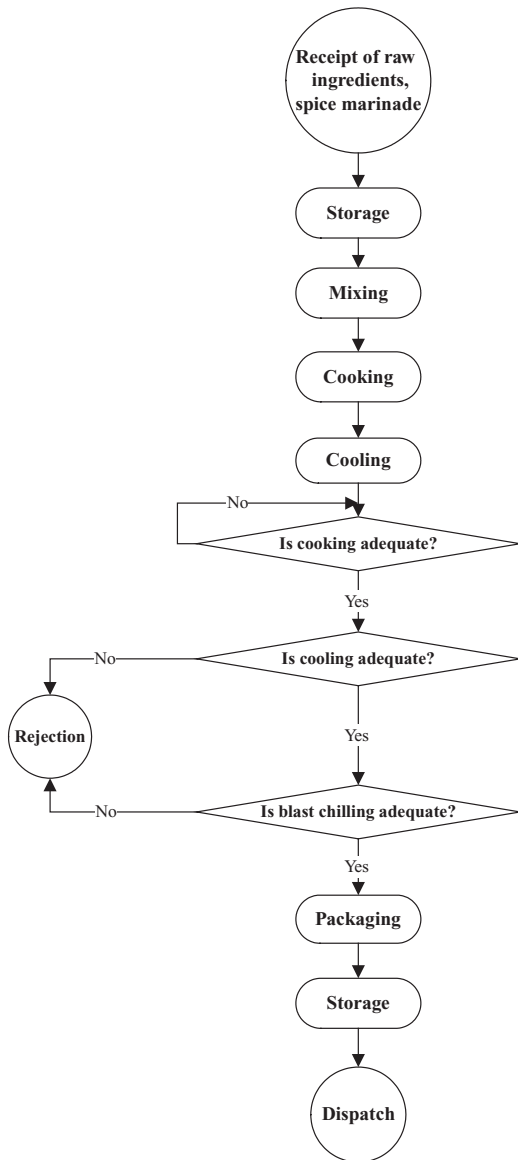 Receipt of raw
ingredients,
spice marinade
Storage
Mixing
Cooking
Cooling
No
Is cooking adequate?
Yes
No
Is cooling adequate?
Rejection
Yes
No
Is blast chilling adequate?
Yes
Packaging
Storage
Dispatch